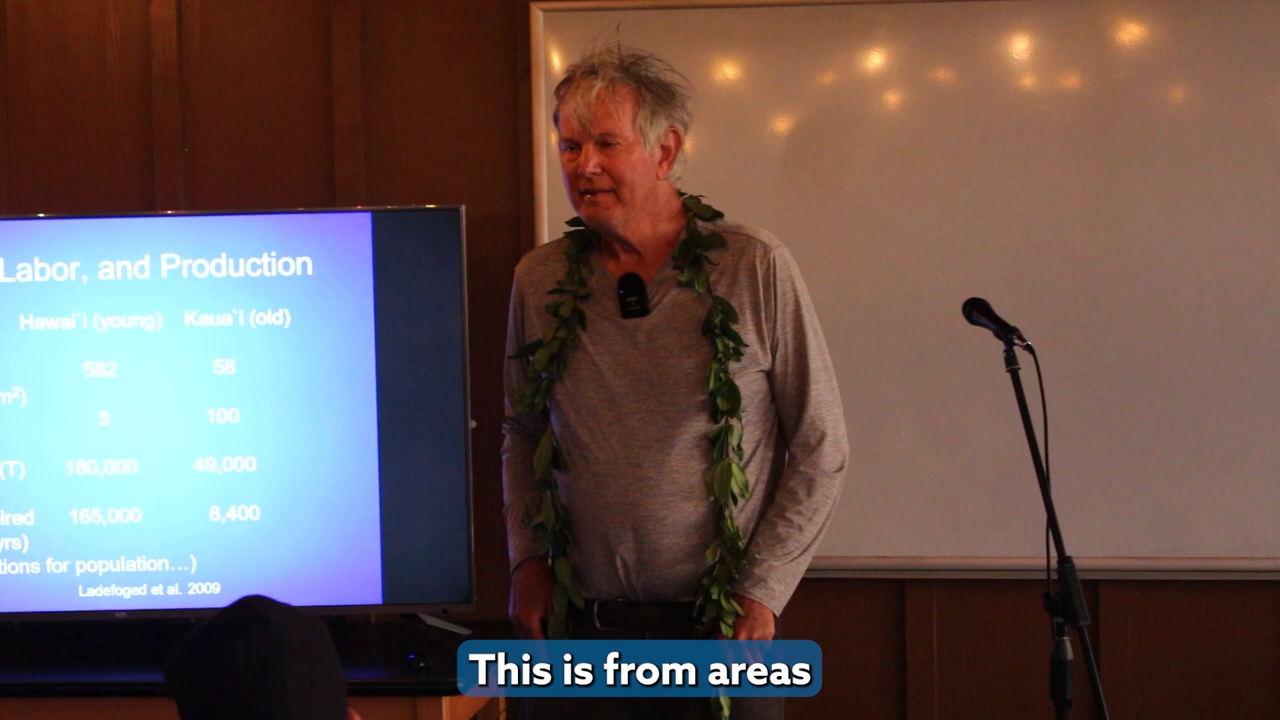 Labor, and Production
Hawai`i (young) Kaua`i (old)
582 58
m²)
3 100
(T) 180,000 49,000
ired 165,000 8,400
yrs)
tions for population…)
Ladefoged et al. 2009
This is from areas